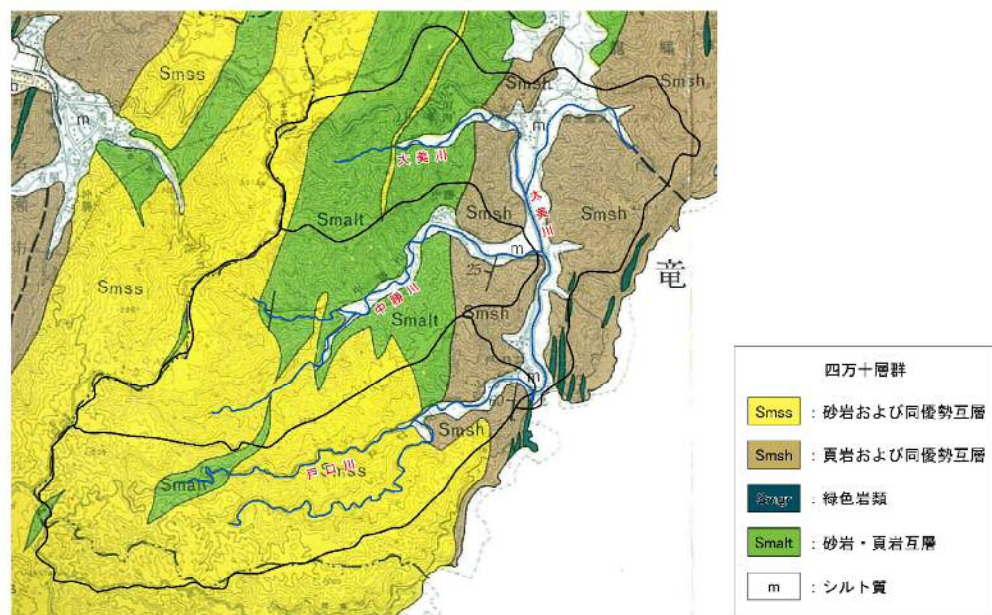 Smss
Smsh
Smsh
m
m
大美川
大美川
Smalt
Smsh
Smsh
m
25
竜
Smss
中勝川
Smalt
Smsh
m
60
Smsh
戸口川
Smss
Smalt
四万十層群
Smss : 砂岩および同優勢互層
Smsh : 頁岩および同優勢互層
Smgr : 緑色岩類
Smalt : 砂岩・頁岩互層
m : シルト質